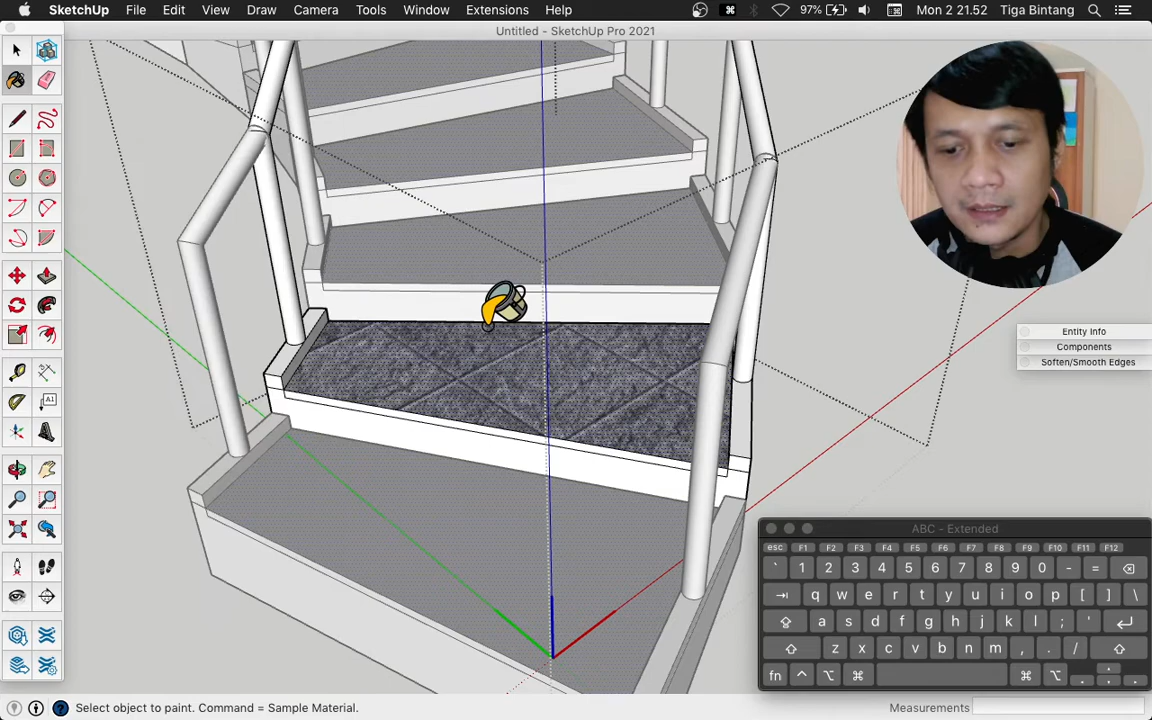 SketchUp File Edit View Draw Camera Tools Window Extensions Help 97% Mon 2 21.52 Tiga Bintang
Untitled - SketchUp Pro 2021
A1
Entity Info
Components
Soften/Smooth Edges
ABC - Extended
esc F1 F2 F3 F4 F5 F6 F7 F8 F9 F10 F11 F12
` 1 2 3 4 5 6 7 8 9 0 - =
q w e r t y u i o p [ ] \
a s d f g h j k l ; '
z x c v b n m , . /
fn
Select object to paint. Command = Sample Material.
Measurements